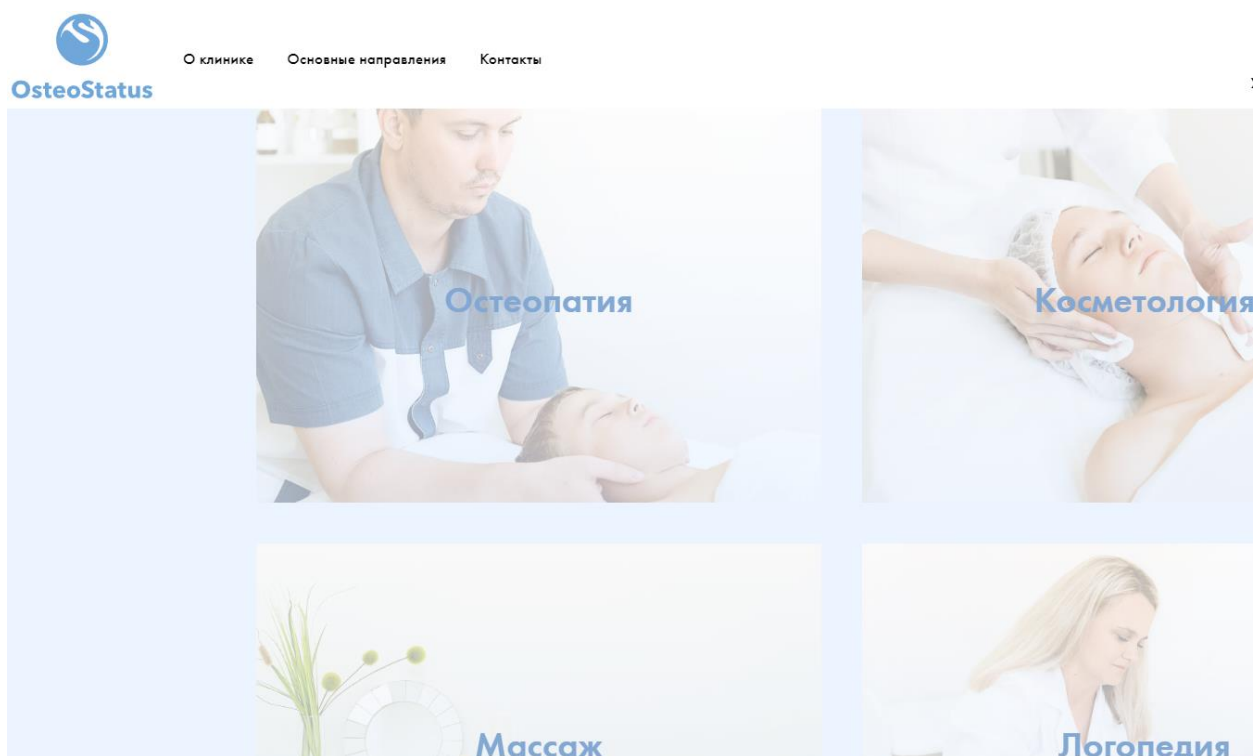 О клинике Основные направления Контакты
OsteoStatus
Остеопатия Косметология
Массаж Логопедия